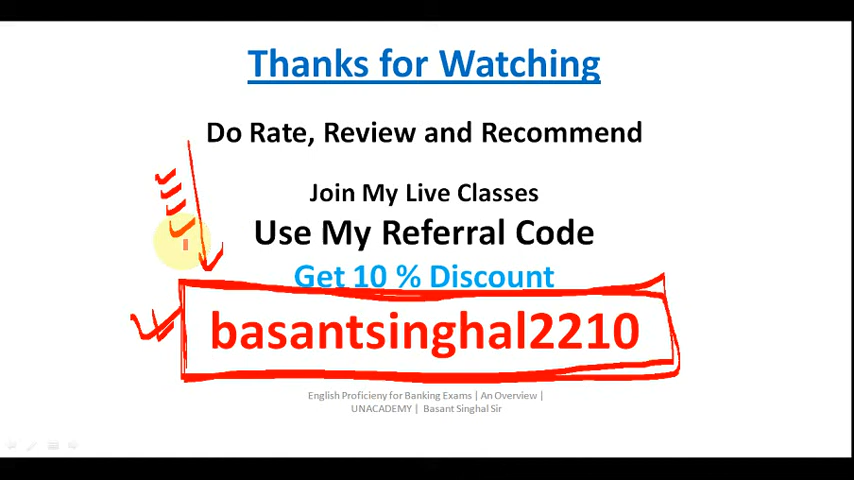 Thanks for Watching
Do Rate, Review and Recommend
Join My Live Classes
Use My Referral Code
Get 10 % Discount
basantsinghal2210
English Proficieny for Banking Exams | An Overview |
UNACADEMY | Basant Singhal Sir